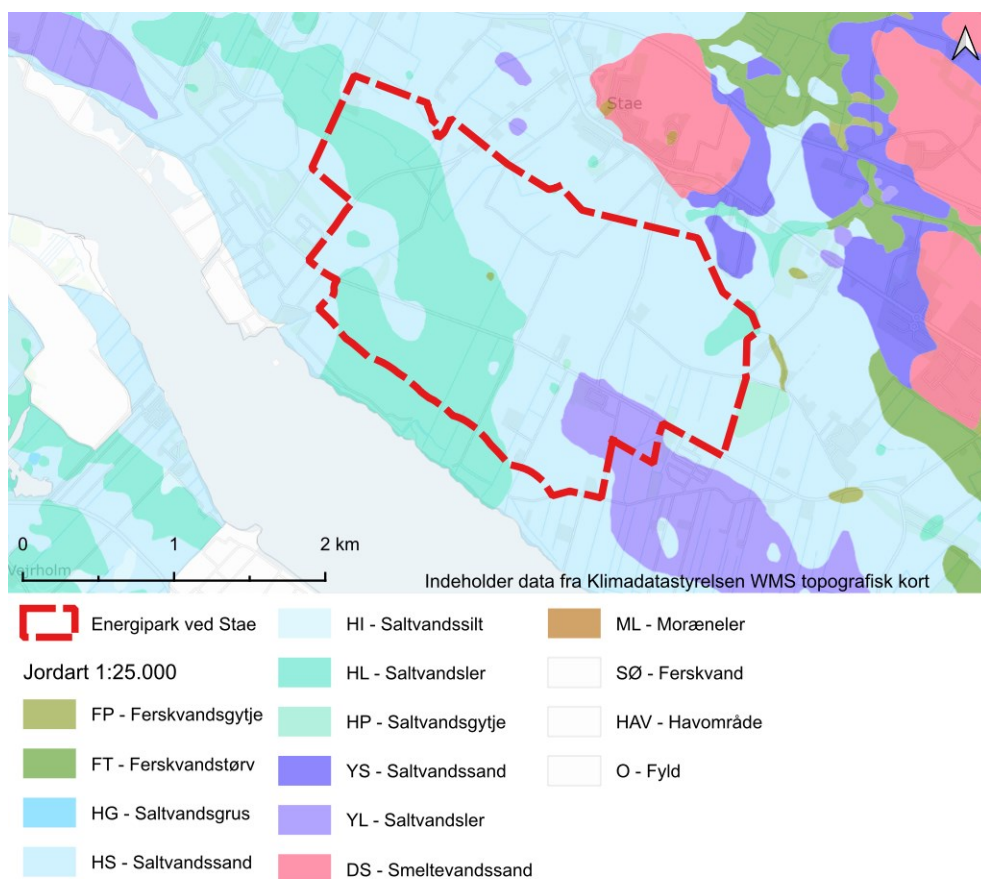 Stae
0 1 2 km
Vejrholm
Indeholder data fra Klimadatastyrelsen WMS topografisk kort
Energipark ved Stae
Jordart 1:25.000
FP - Ferskvandsgytje
FT - Ferskvandstørv
HG - Saltvandsgrus
HS - Saltvandssand
HI - Saltvandssilt
HL - Saltvandsler
HP - Saltvandsgytje
YS - Saltvandssand
YL - Saltvandsler
DS - Smeltevandssand
ML - Moræneler
SØ - Ferskvand
HAV - Havområde
O - Fyld